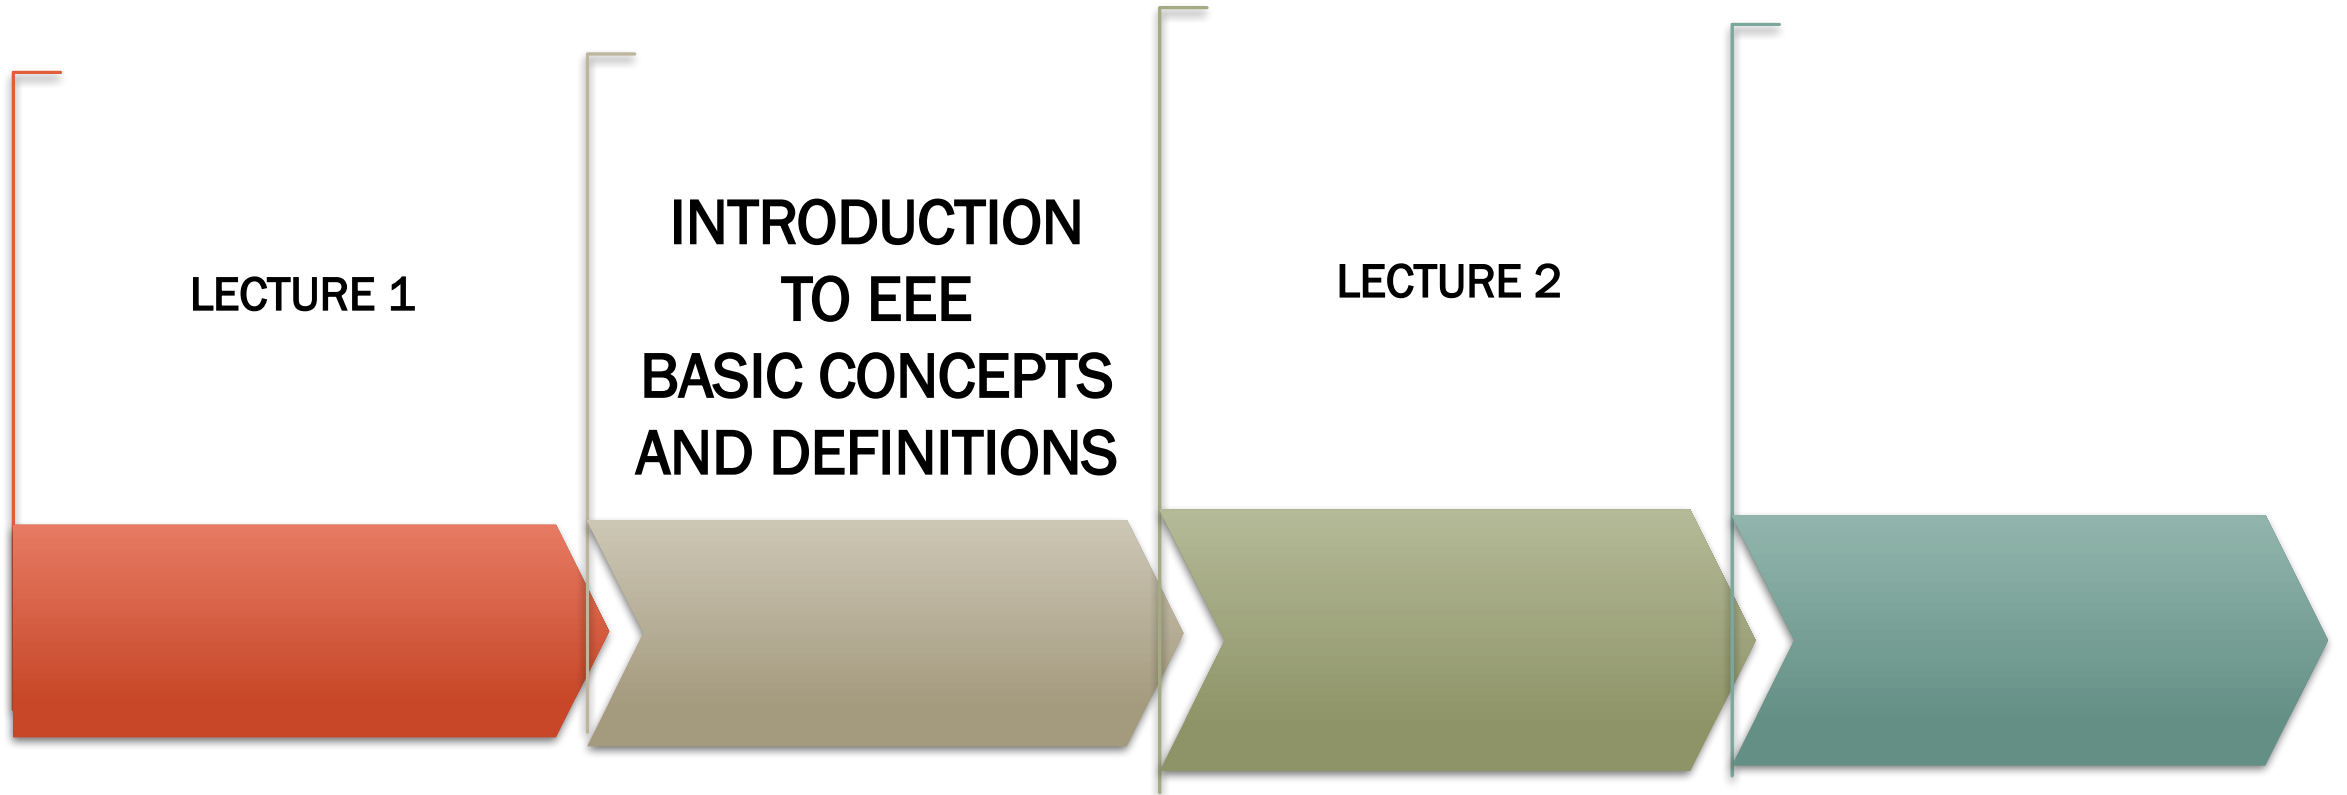 LECTURE 1
INTRODUCTION
TO EEE
BASIC CONCEPTS
AND DEFINITIONS
LECTURE 2